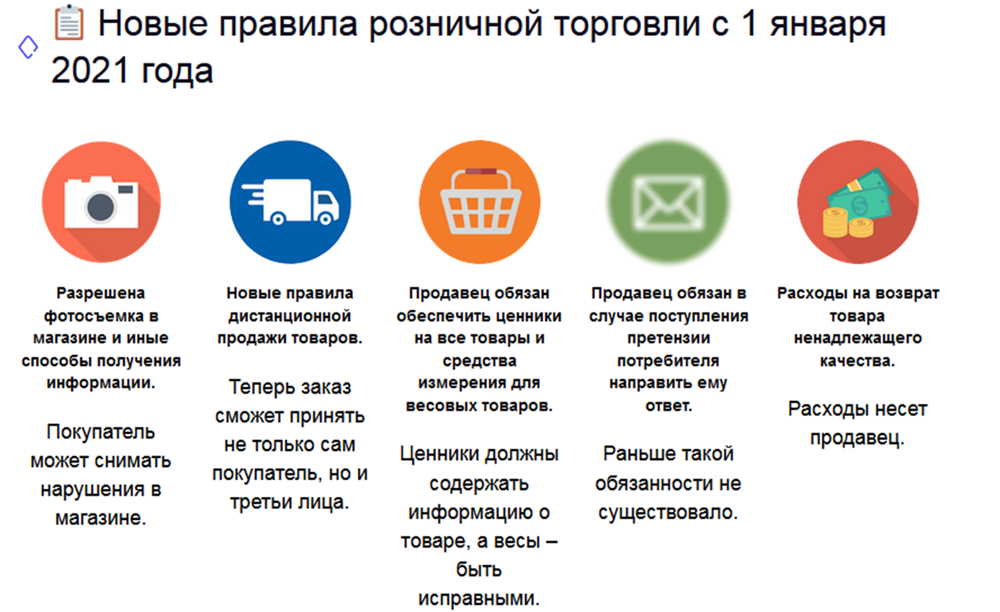 📋 Новые правила розничной торговли с 1 января
2021 года
Разрешена
фотосъемка в
магазине и иные
способы получения
информации.
Покупатель
может снимать
нарушения в
магазине.
Новые правила
дистанционной
продажи товаров.
Теперь заказ
сможет принять
не только сам
покупатель, но и
третьи лица.
Продавец обязан
обеспечить ценники
на все товары и
средства
измерения для
весовых товаров.
Ценники должны
содержать
информацию о
товаре, а весы –
быть
исправными.
Продавец обязан в
случае поступления
претензии
потребителя
направить ему
ответ.
Раньше такой
обязанности не
существовало.
Расходы на возврат
товара
ненадлежащего
качества.
Расходы несет
продавец.